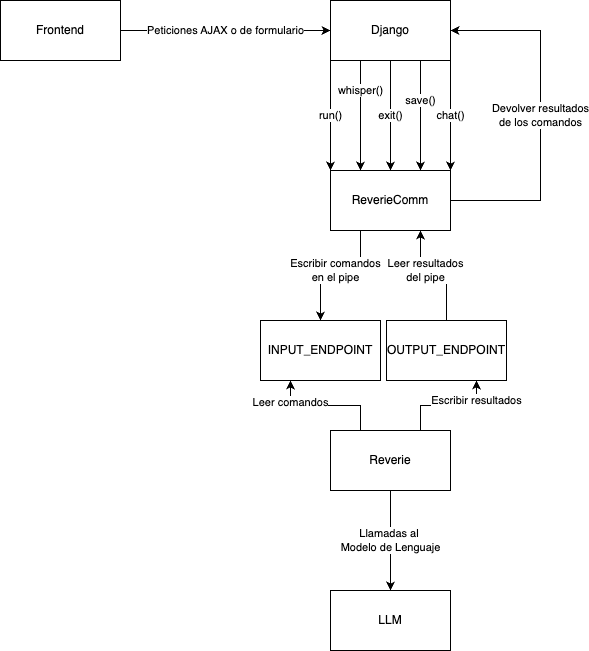 Frontend
Peticiones AJAX o de formulario
Django
whisper()
save()
run()
exit()
chat()
Devolver resultados
de los comandos
ReverieComm
Escribir comandos
en el pipe
Leer resultados
del pipe
INPUT_ENDPOINT
OUTPUT_ENDPOINT
Leer comandos
Escribir resultados
Reverie
Llamadas al
Modelo de Lenguaje
LLM